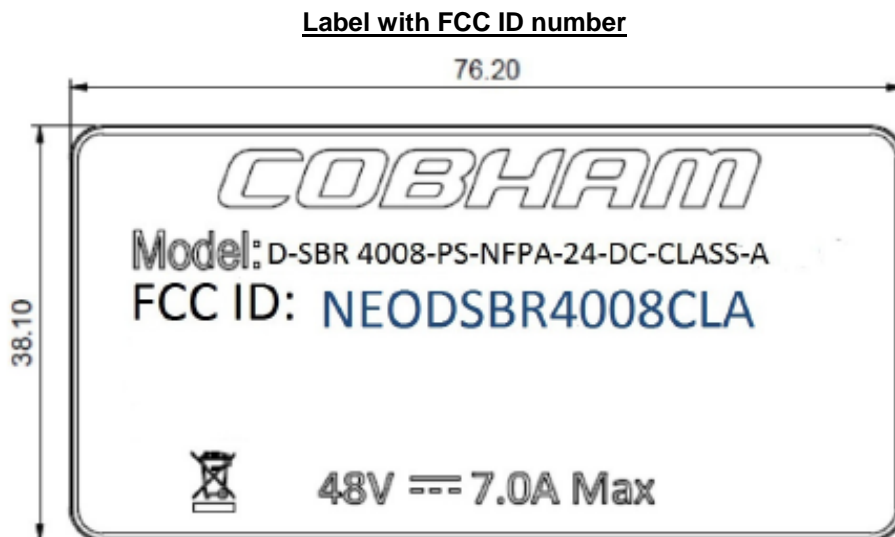 Label with FCC ID number
76.20
38.10
COBHAM
Model: D-SBR 4008-PS-NFPA-24-DC-CLASS-A
FCC ID: NEODSBR4008CLA
48V 7.0A Max